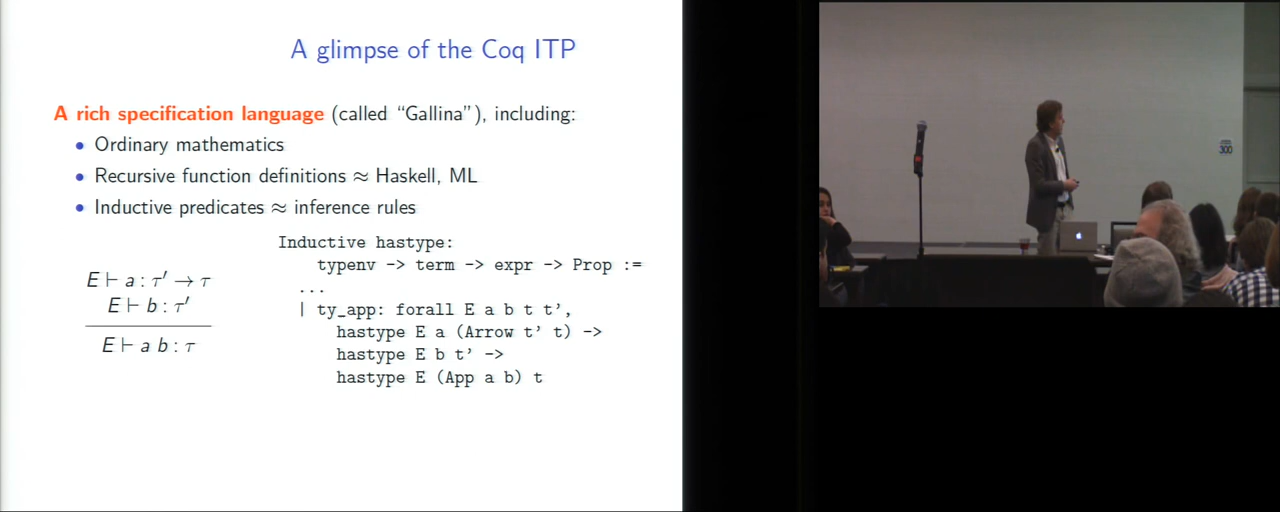 A glimpse of the Coq ITP
A rich specification language (called “Gallina”), including:
• Ordinary mathematics
• Recursive function definitions ≈ Haskell, ML
• Inductive predicates ≈ inference rules
E ⊢ a : τ′ → τ
E ⊢ b : τ′
E ⊢ a b : τ
Inductive hastype:
typenv -> term -> expr -> Prop :=
...
| ty_app: forall E a b t t’,
hastype E a (Arrow t’ t) ->
hastype E b t’ ->
hastype E (App a b) t
300